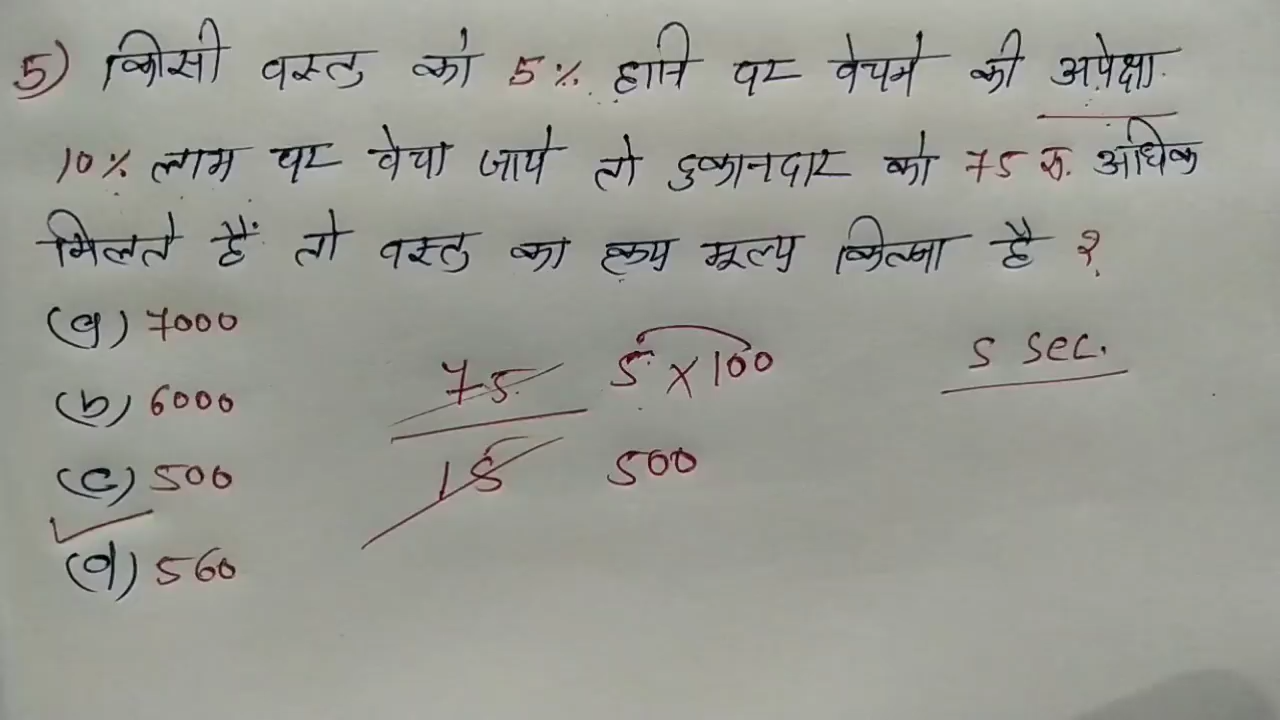 5) किसी वस्तु को 5% हानि पर बेचने की अपेक्षा
10% लाभ पर बेचा जाये तो दुकानदार को 75 रु. अधिक
मिलते हैं तो वस्तु का क्रय मूल्य कितना है ?
(a) 7000
(b) 6000
(c) 500
(d) 560
75 5 × 100
15 500
5 Sec.